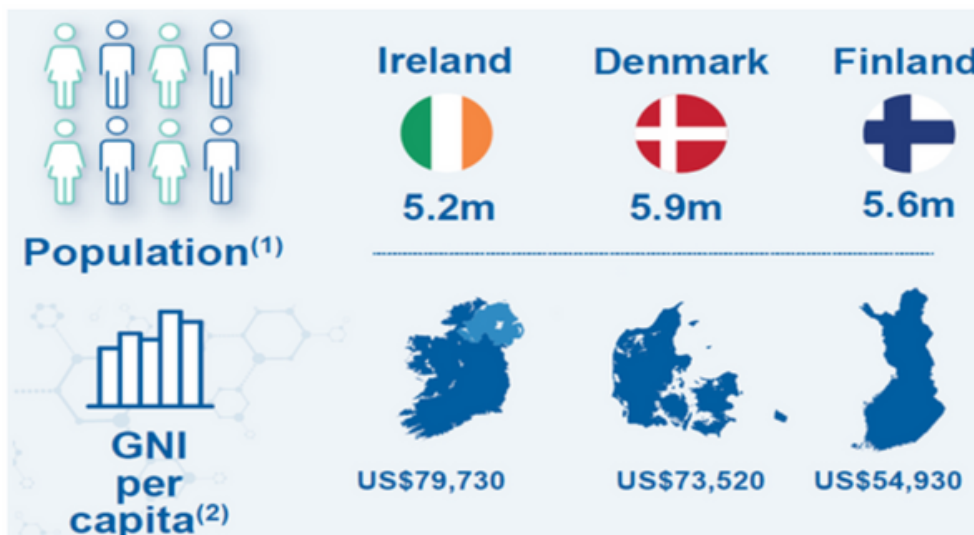 Ireland Denmark Finland
5.2m 5.9m 5.6m
Population(1)
GNI
per
capita(2)
US$79,730 US$73,520 US$54,930